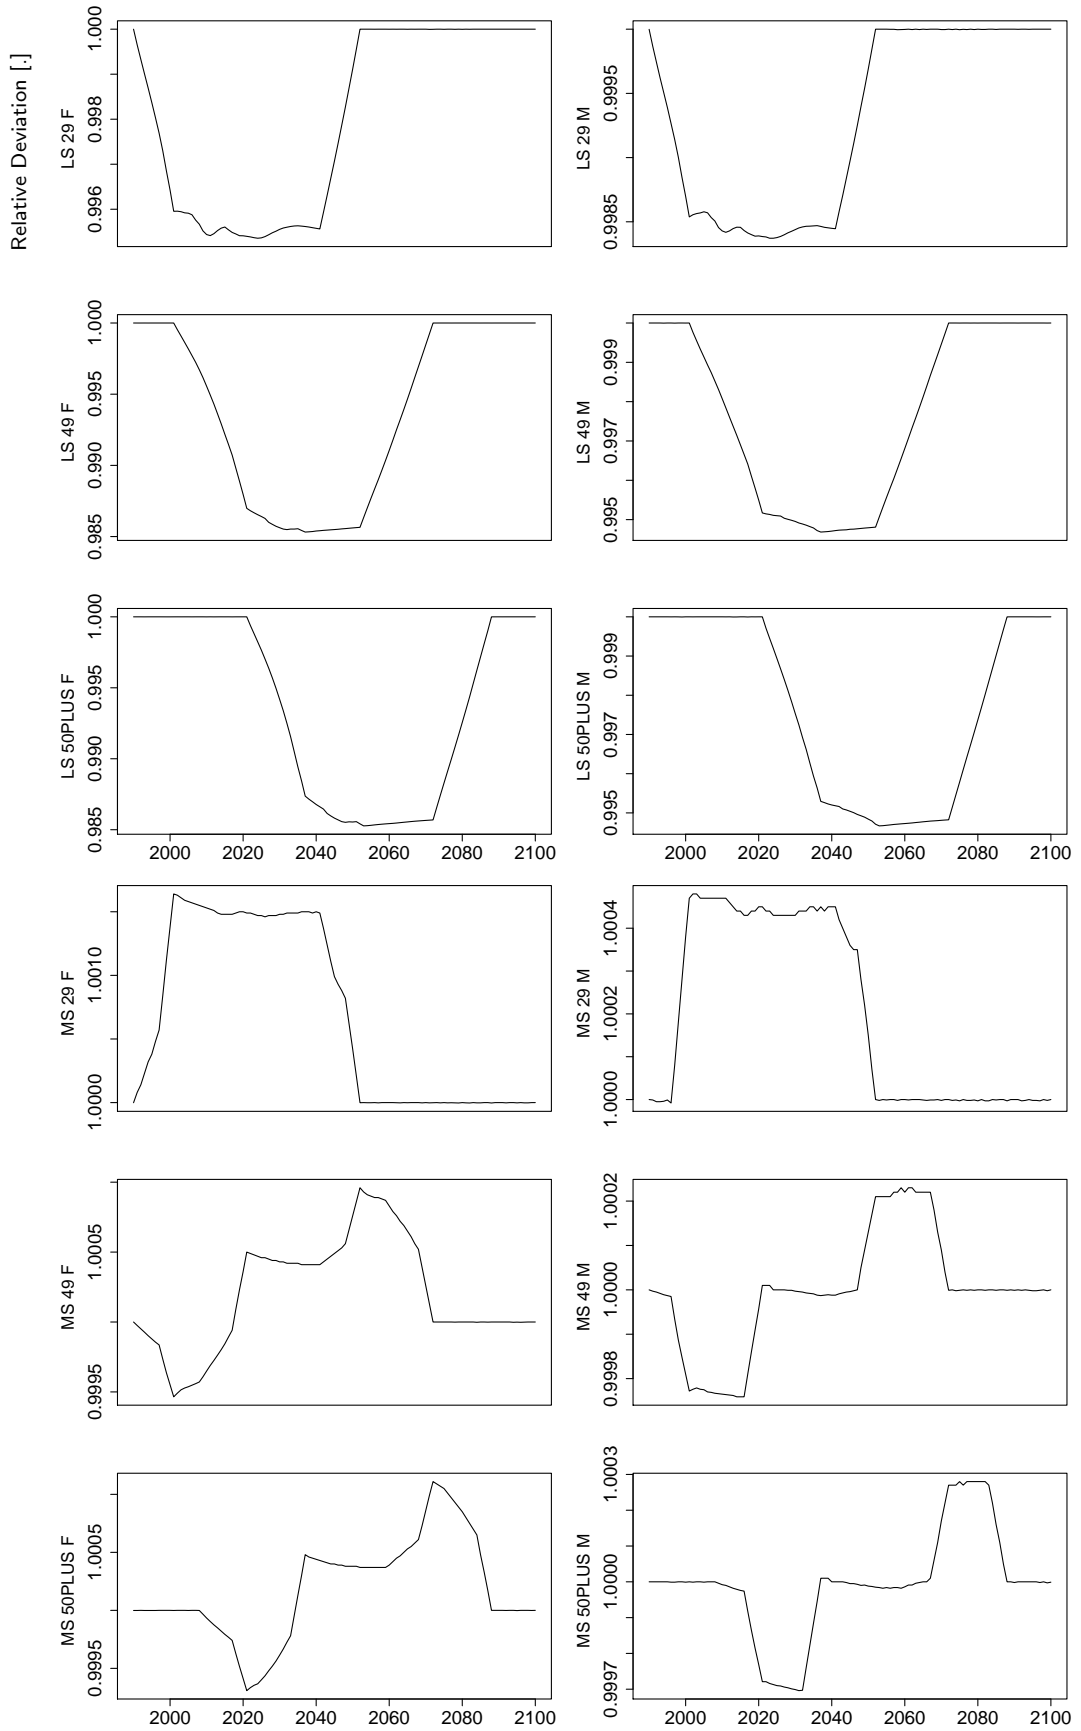 Relative Deviation [.]
LS 29 F
0.996 0.998 1.000
LS 29 M
0.9985 0.9995
LS 49 F
0.985 0.990 0.995 1.000
LS 49 M
0.995 0.997 0.999
LS 50PLUS F
0.985 0.990 0.995 1.000
2000 2020 2040 2060 2080 2100
LS 50PLUS M
0.995 0.997 0.999
2000 2020 2040 2060 2080 2100
MS 29 F
1.0000 1.0010
MS 29 M
1.0000 1.0002 1.0004
MS 49 F
0.9995 1.0005
MS 49 M
0.9998 1.0000 1.0002
MS 50PLUS F
0.9995 1.0005
2000 2020 2040 2060 2080 2100
MS 50PLUS M
0.9997 1.0000 1.0003
2000 2020 2040 2060 2080 2100